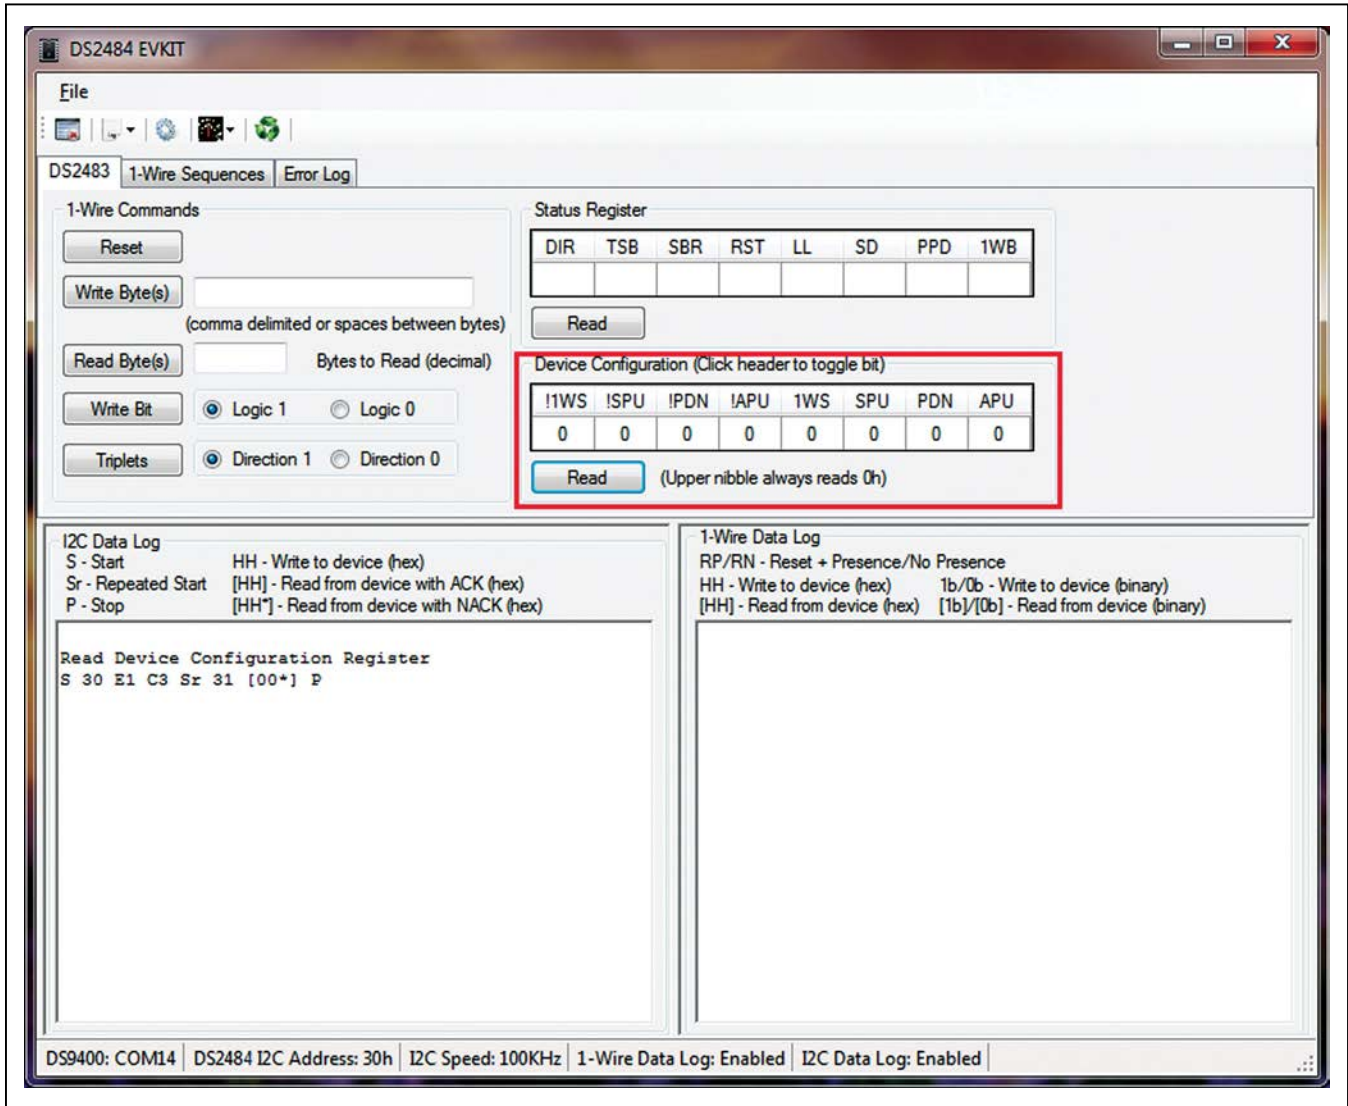 DS2484 EVKIT
File
DS2483 1-Wire Sequences Error Log
1-Wire Commands
Reset
Write Byte(s)
(comma delimited or spaces between bytes)
Read Byte(s) Bytes to Read (decimal)
Write Bit Logic 1 Logic 0
Triplets Direction 1 Direction 0
Status Register
DIR TSB SBR RST LL SD PPD 1WB
Read
Device Configuration (Click header to toggle bit)
!1WS !SPU !PDN !APU 1WS SPU PDN APU
0 0 0 0 0 0 0 0
Read (Upper nibble always reads 0h)
I2C Data Log
S - Start HH - Write to device (hex)
Sr - Repeated Start [HH] - Read from device with ACK (hex)
P - Stop [HH*] - Read from device with NACK (hex)
Read Device Configuration Register
S 30 E1 C3 Sr 31 [00*] P
1-Wire Data Log
RP/RN - Reset + Presence/No Presence
HH - Write to device (hex) 1b/0b - Write to device (binary)
[HH] - Read from device (hex) [1b]/[0b] - Read from device (binary)
DS9400: COM14 DS2484 I2C Address: 30h I2C Speed: 100KHz 1-Wire Data Log: Enabled I2C Data Log: Enabled